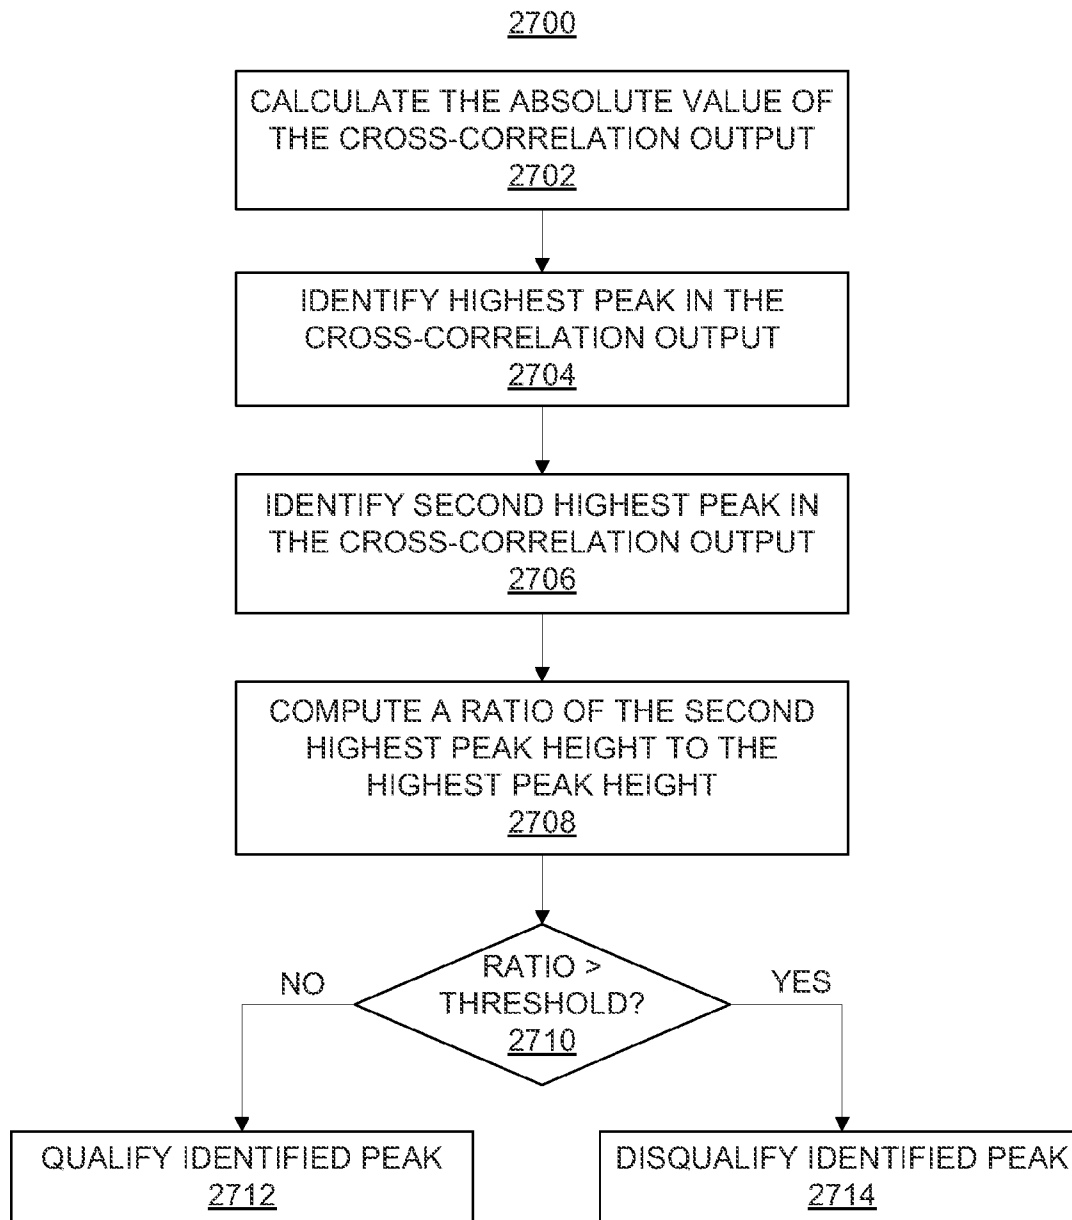 2700
CALCULATE THE ABSOLUTE VALUE OF
THE CROSS-CORRELATION OUTPUT
2702
IDENTIFY HIGHEST PEAK IN THE
CROSS-CORRELATION OUTPUT
2704
IDENTIFY SECOND HIGHEST PEAK IN
THE CROSS-CORRELATION OUTPUT
2706
COMPUTE A RATIO OF THE SECOND
HIGHEST PEAK HEIGHT TO THE
HIGHEST PEAK HEIGHT
2708
RATIO >
THRESHOLD?
2710
NO
YES
QUALIFY IDENTIFIED PEAK
2712
DISQUALIFY IDENTIFIED PEAK
2714